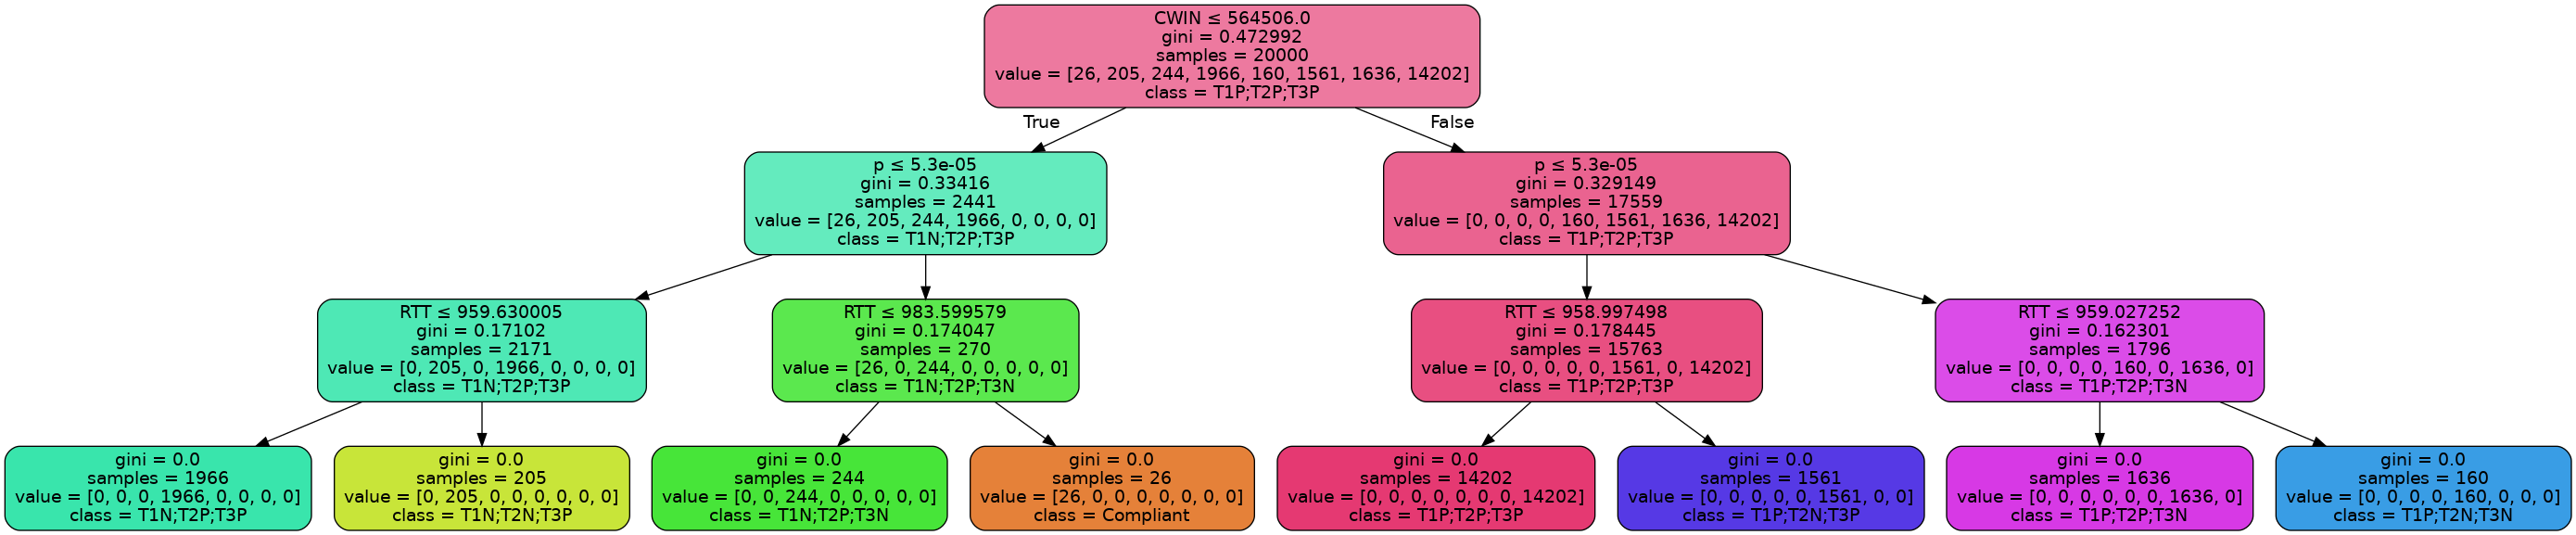 CWIN ≤ 564506.0
gini = 0.472992
samples = 20000
value = [26, 205, 244, 1966, 160, 1561, 1636, 14202]
class = T1P;T2P;T3P
True
False
p ≤ 5.3e-05
gini = 0.33416
samples = 2441
value = [26, 205, 244, 1966, 0, 0, 0, 0]
class = T1N;T2P;T3P
p ≤ 5.3e-05
gini = 0.329149
samples = 17559
value = [0, 0, 0, 0, 160, 1561, 1636, 14202]
class = T1P;T2P;T3P
RTT ≤ 959.630005
gini = 0.17102
samples = 2171
value = [0, 205, 0, 1966, 0, 0, 0, 0]
class = T1N;T2P;T3P
RTT ≤ 983.599579
gini = 0.174047
samples = 270
value = [26, 0, 244, 0, 0, 0, 0, 0]
class = T1N;T2P;T3N
RTT ≤ 958.997498
gini = 0.178445
samples = 15763
value = [0, 0, 0, 0, 0, 1561, 0, 14202]
class = T1P;T2P;T3P
RTT ≤ 959.027252
gini = 0.162301
samples = 1796
value = [0, 0, 0, 0, 160, 0, 1636, 0]
class = T1P;T2P;T3N
gini = 0.0
samples = 1966
value = [0, 0, 0, 1966, 0, 0, 0, 0]
class = T1N;T2P;T3P
gini = 0.0
samples = 205
value = [0, 205, 0, 0, 0, 0, 0, 0]
class = T1N;T2N;T3P
gini = 0.0
samples = 244
value = [0, 0, 244, 0, 0, 0, 0, 0]
class = T1N;T2P;T3N
gini = 0.0
samples = 26
value = [26, 0, 0, 0, 0, 0, 0, 0]
class = Compliant
gini = 0.0
samples = 14202
value = [0, 0, 0, 0, 0, 0, 0, 14202]
class = T1P;T2P;T3P
gini = 0.0
samples = 1561
value = [0, 0, 0, 0, 0, 1561, 0, 0]
class = T1P;T2N;T3P
gini = 0.0
samples = 1636
value = [0, 0, 0, 0, 0, 0, 1636, 0]
class = T1P;T2P;T3N
gini = 0.0
samples = 160
value = [0, 0, 0, 0, 160, 0, 0, 0]
class = T1P;T2N;T3N